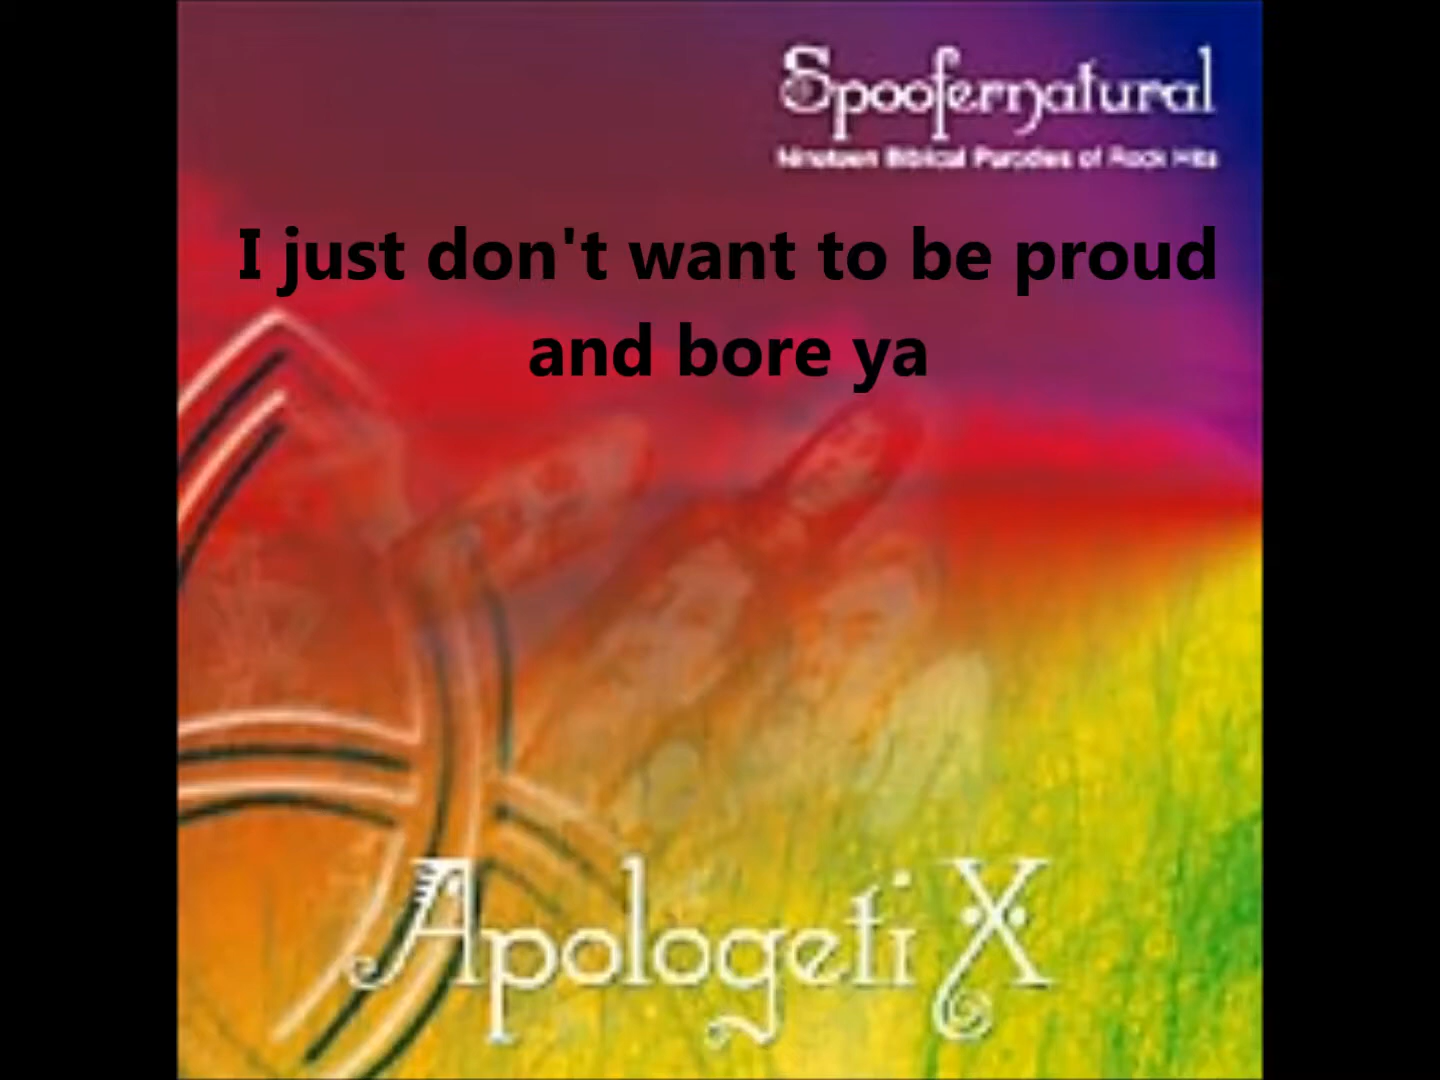 Spoofernatural
Nineteen Biblical Parodies of Rock Hits
I just don't want to be proud
and bore ya
ApologetiX